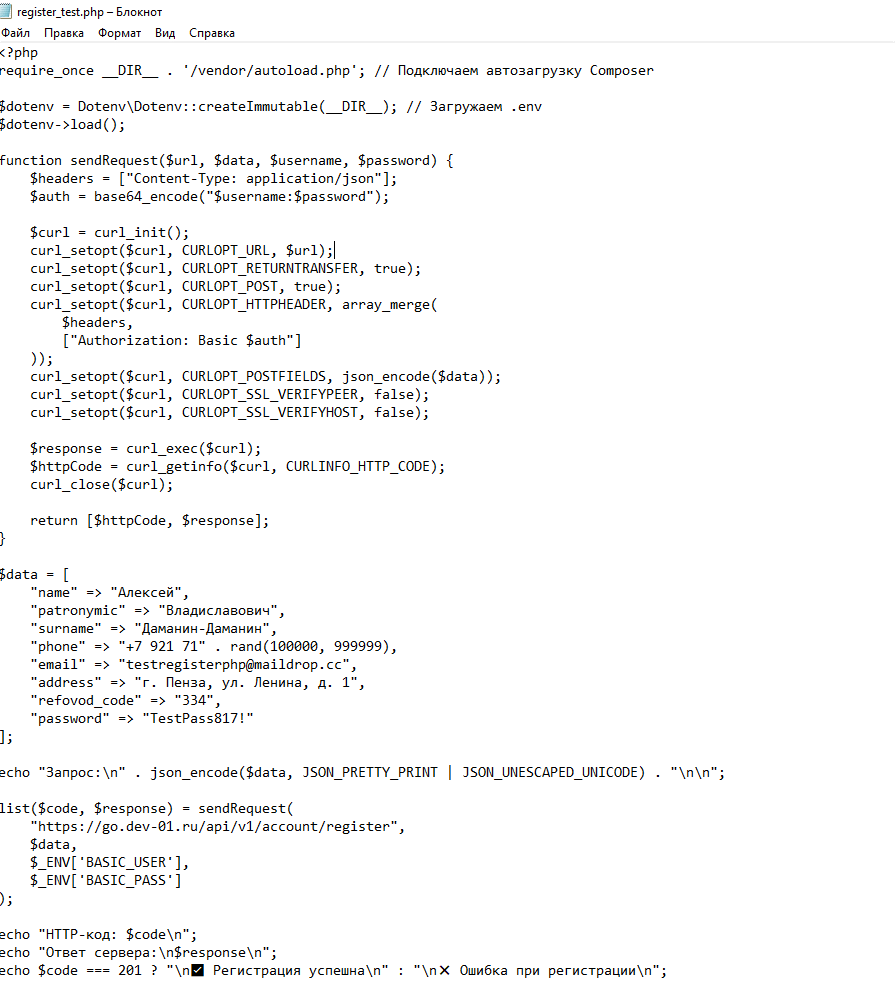 register_test.php – Блокнот
Файл Правка Формат Вид Справка
<?php
require_once __DIR__ . '/vendor/autoload.php'; // Подключаем автозагрузку Composer
$dotenv = Dotenv\Dotenv::createImmutable(__DIR__); // Загружаем .env
$dotenv->load();
function sendRequest($url, $data, $username, $password) {
    $headers = ["Content-Type: application/json"];
    $auth = base64_encode("$username:$password");
    $curl = curl_init();
    curl_setopt($curl, CURLOPT_URL, $url);
    curl_setopt($curl, CURLOPT_RETURNTRANSFER, true);
    curl_setopt($curl, CURLOPT_POST, true);
    curl_setopt($curl, CURLOPT_HTTPHEADER, array_merge(
        $headers,
        ["Authorization: Basic $auth"]
    ));
    curl_setopt($curl, CURLOPT_POSTFIELDS, json_encode($data));
    curl_setopt($curl, CURLOPT_SSL_VERIFYPEER, false);
    curl_setopt($curl, CURLOPT_SSL_VERIFYHOST, false);
    $response = curl_exec($curl);
    $httpCode = curl_getinfo($curl, CURLINFO_HTTP_CODE);
    curl_close($curl);
    return [$httpCode, $response];
}
$data = [
    "name" => "Алексей",
    "patronymic" => "Владиславович",
    "surname" => "Даманин-Даманин",
    "phone" => "+7 921 71" . rand(100000, 999999),
    "email" => "testregisterphp@maildrop.cc",
    "address" => "г. Пенза, ул. Ленина, д. 1",
    "refovod_code" => "334",
    "password" => "TestPass817!"
];
echo "Запрос:\n" . json_encode($data, JSON_PRETTY_PRINT | JSON_UNESCAPED_UNICODE) . "\n\n";
list($code, $response) = sendRequest(
    "https://go.dev-01.ru/api/v1/account/register",
    $data,
    $_ENV['BASIC_USER'],
    $_ENV['BASIC_PASS']
);
echo "HTTP-код: $code\n";
echo "Ответ сервера:\n$response\n";
echo $code === 201 ? "\n✅ Регистрация успешна\n" : "\n❌ Ошибка при регистрации\n";